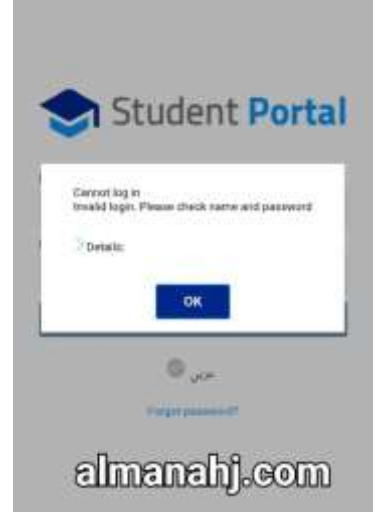 Student Portal
Cannot log in
Invalid login. Please check name and password
Details:
OK
عربي
Forgot password?
almanahj.com